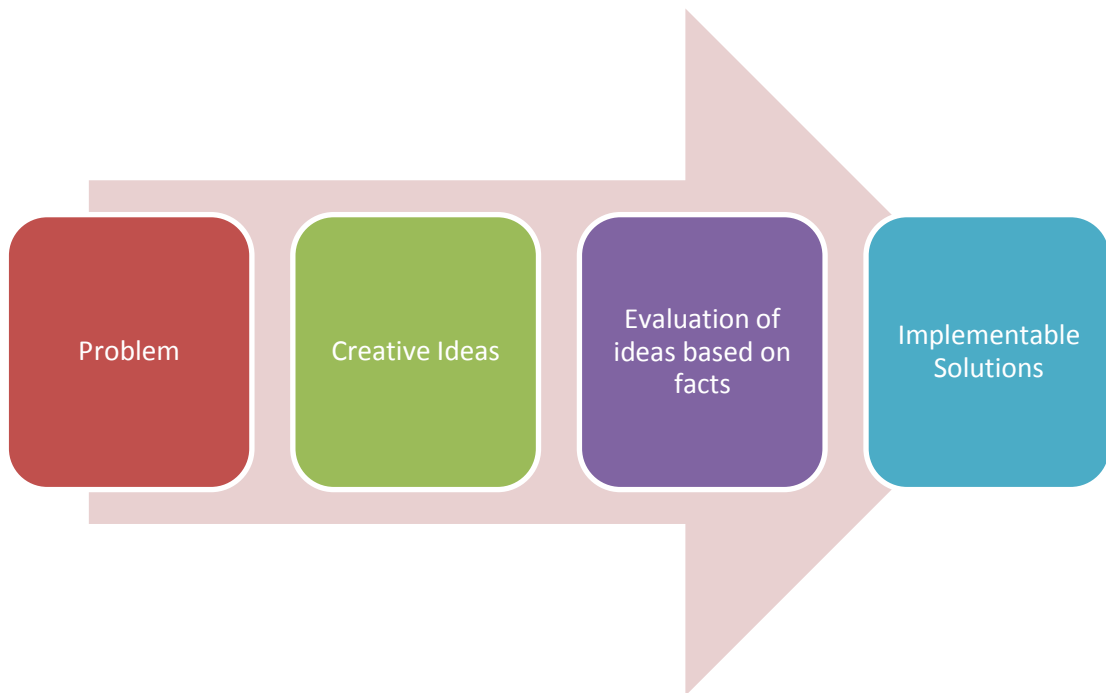 Problem
Creative Ideas
Evaluation of
ideas based on
facts
Implementable
Solutions